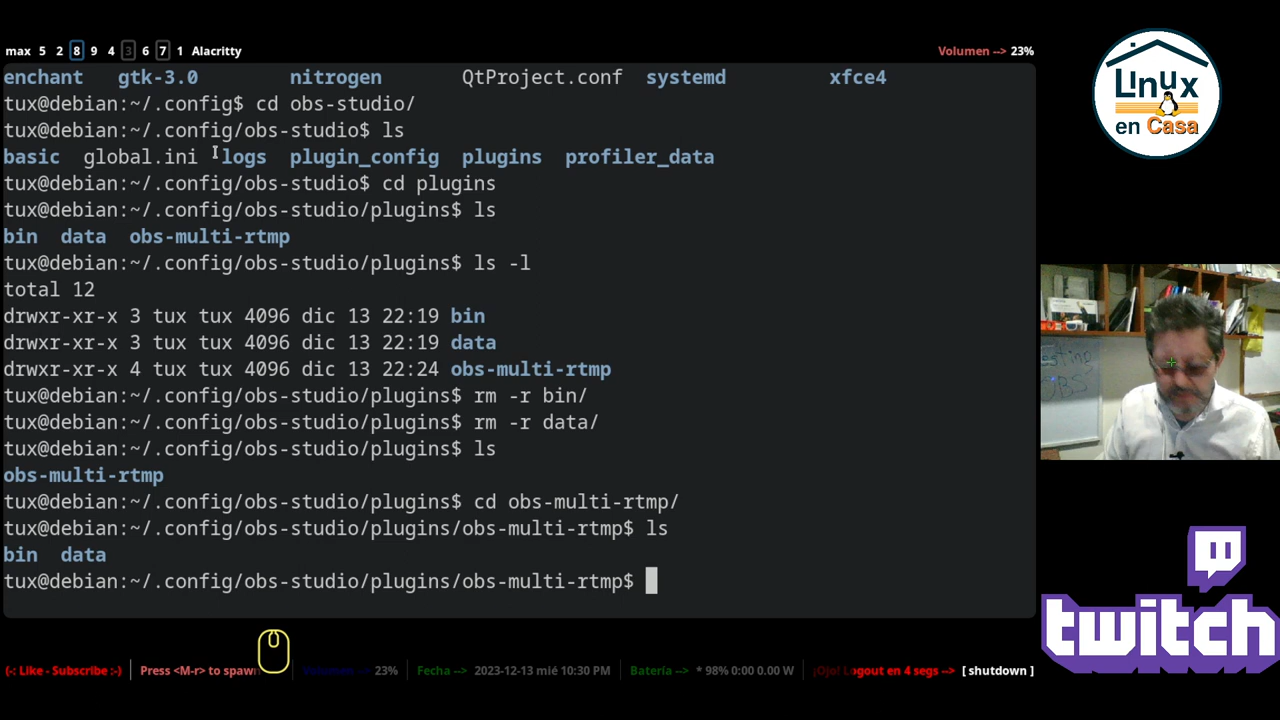 max 5 2 8 9 4 3 6 7 1 Alacritty
Volumen --> 23%
enchant gtk-3.0 nitrogen QtProject.conf systemd xfce4
tux@debian:~/.config$ cd obs-studio/
tux@debian:~/.config/obs-studio$ ls
basic global.ini logs plugin_config plugins profiler_data
tux@debian:~/.config/obs-studio$ cd plugins
tux@debian:~/.config/obs-studio/plugins$ ls
bin data obs-multi-rtmp
tux@debian:~/.config/obs-studio/plugins$ ls -l
total 12
drwxr-xr-x 3 tux tux 4096 dic 13 22:19 bin
drwxr-xr-x 3 tux tux 4096 dic 13 22:19 data
drwxr-xr-x 4 tux tux 4096 dic 13 22:24 obs-multi-rtmp
tux@debian:~/.config/obs-studio/plugins$ rm -r bin/
tux@debian:~/.config/obs-studio/plugins$ rm -r data/
tux@debian:~/.config/obs-studio/plugins$ ls
obs-multi-rtmp
tux@debian:~/.config/obs-studio/plugins$ cd obs-multi-rtmp/
tux@debian:~/.config/obs-studio/plugins/obs-multi-rtmp$ ls
bin data
tux@debian:~/.config/obs-studio/plugins/obs-multi-rtmp$
(-: Like - Subscribe :-) Press <M-r> to spawn Volumen --> 23% Fecha --> 2023-12-13 mié 10:30 PM Batería --> * 98% 0:00 0.00 W ¡Ojo! Logout en 4 segs --> [ shutdown ]
Linux
en Casa
OBS
twitch